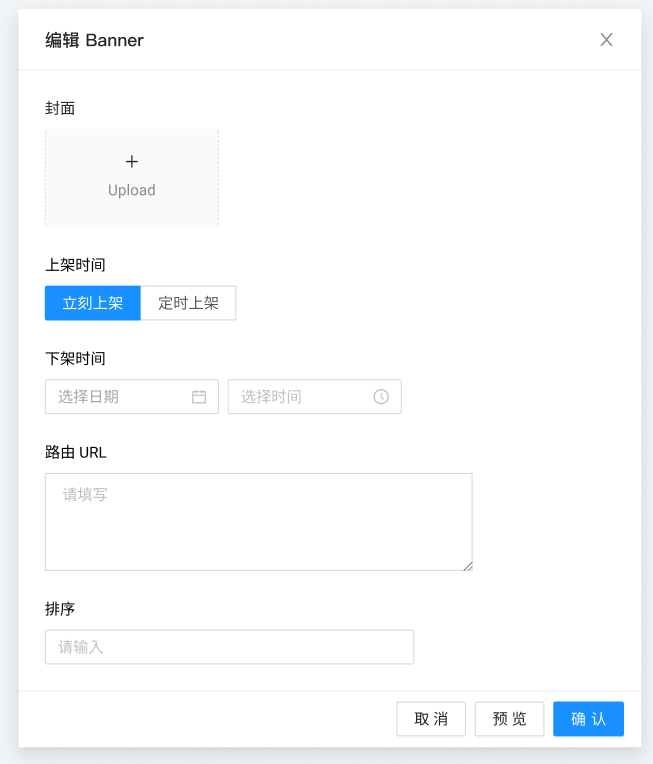 编辑 Banner
封面
Upload
上架时间
立刻上架 定时上架
下架时间
选择日期 选择时间
路由 URL
请填写
排序
请输入
取 消 预 览 确 认